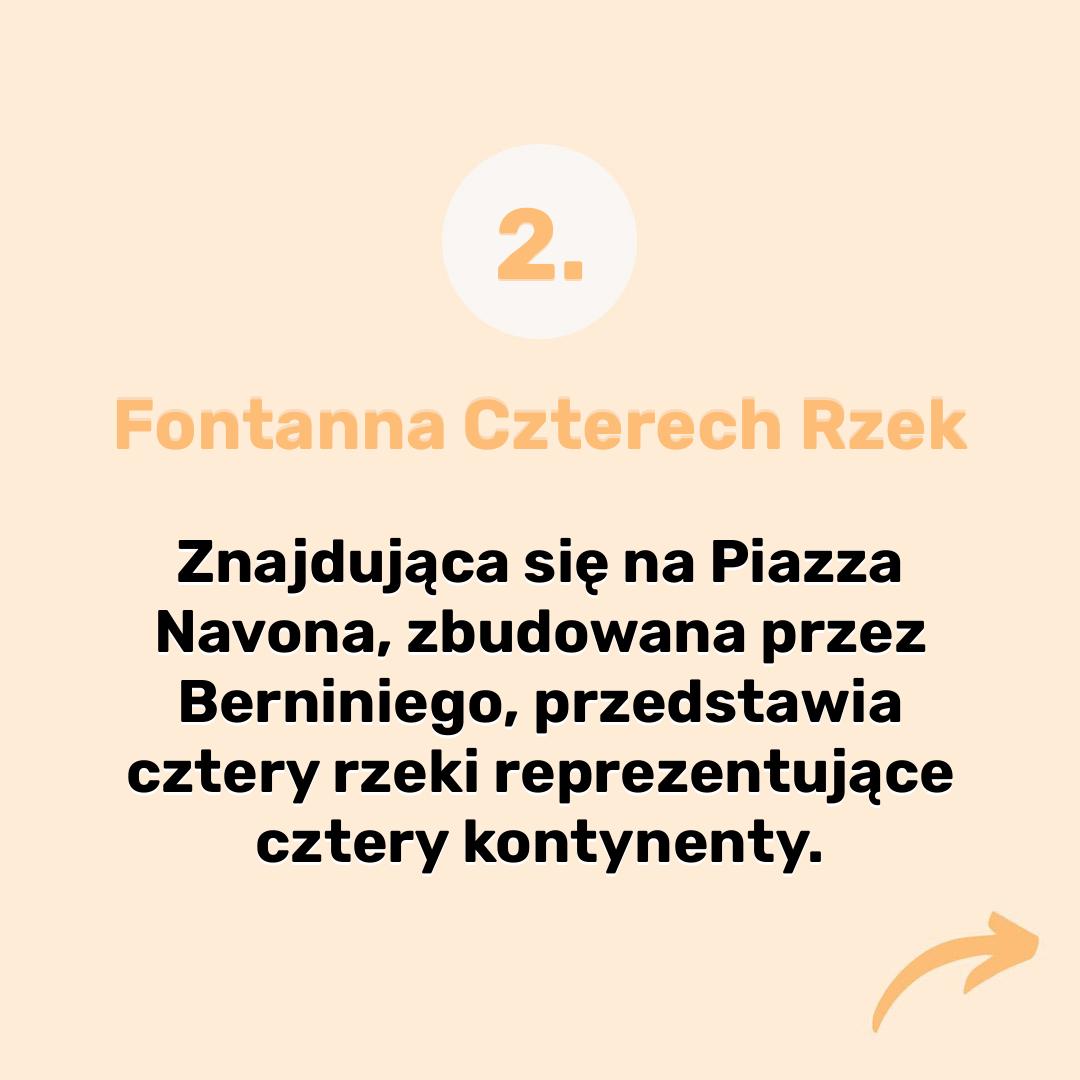 2.
Fontanna Czterech Rzek
Znajdująca się na Piazza
Navona, zbudowana przez
Berniniego, przedstawia
cztery rzeki reprezentujące
cztery kontynenty.